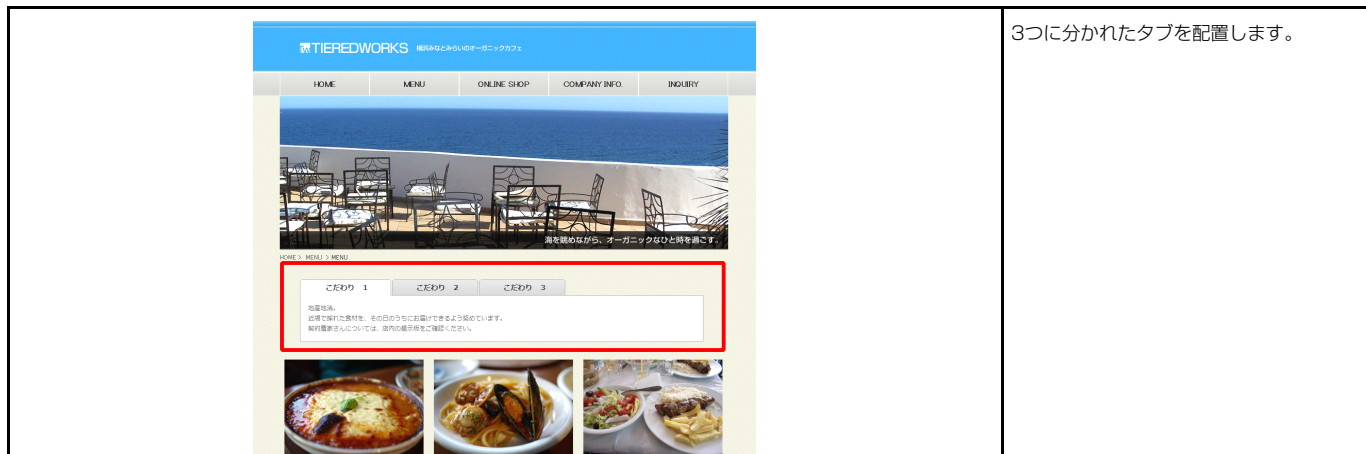 TIEREDWORKS 横浜みなとみらいのオーガニックカフェ
HOME MENU ONLINE SHOP COMPANY INFO. INQUIRY
海を眺めながら、オーガニックなひと時を過ごす。
HOME > MENU > MENU
こだわり 1 こだわり 2 こだわり 3
地産地消。
近場で採れた食材を、その日のうちにお届けできるよう努めています。
契約農家さんについては、店内の掲示板をご確認ください。
3つに分かれたタブを配置します。